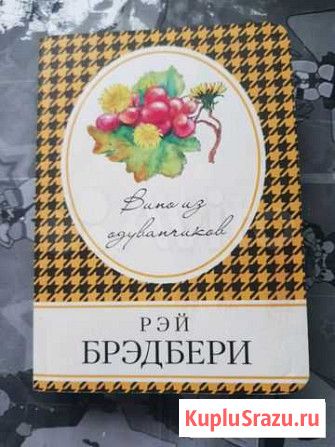 Вино из
одуванчиков
РЭЙ
БРЭДБЕРИ
KupluSrazu.ru